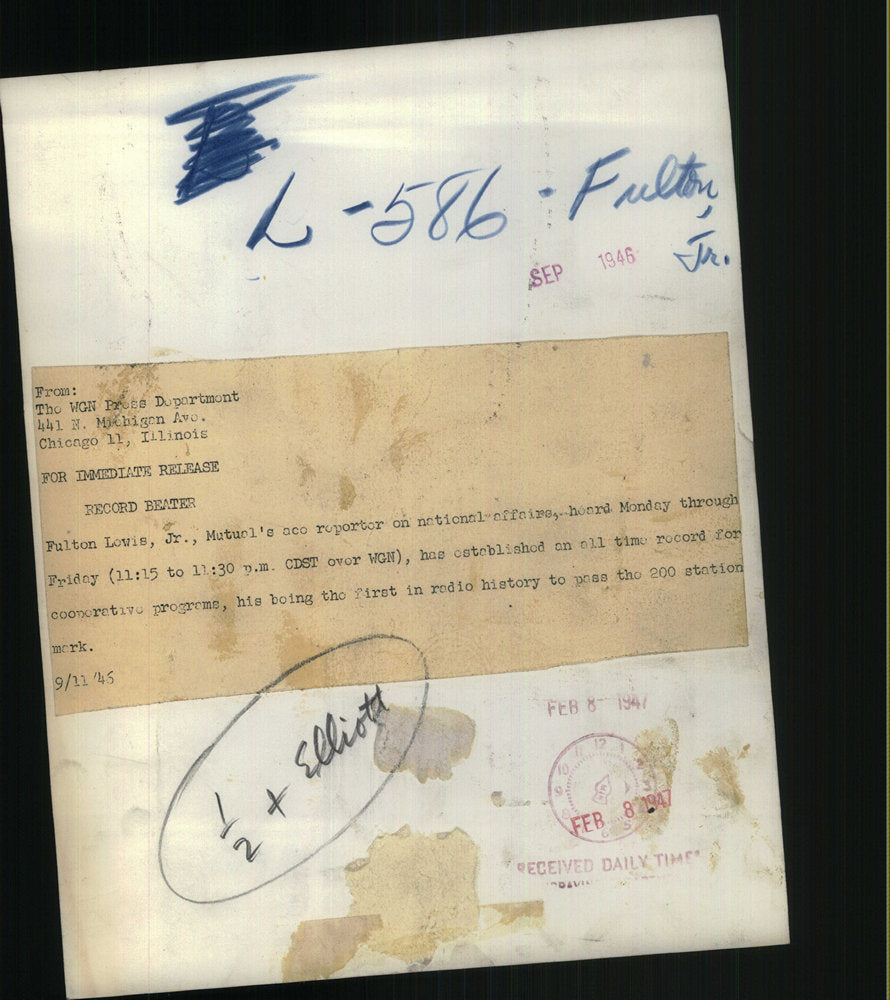 L - 586 - Fulton,
Jr.
SEP 1946
From:
The WGN Press Department
441 N. Michigan Ave.
Chicago 11, Illinois
FOR IMMEDIATE RELEASE
RECORD BEATER
Fulton Lewis, Jr., Mutual's ace reporter on national affairs, heard Monday through
Friday (11:15 to 11:30 p.m. CDST over WGN), has established an all time record for
cooperative programs, his being the first in radio history to pass the 200 station
mark.
9/11/46
1/2 + Elliott
FEB 8 1947
FEB 8 1947
RECEIVED DAILY TIMES